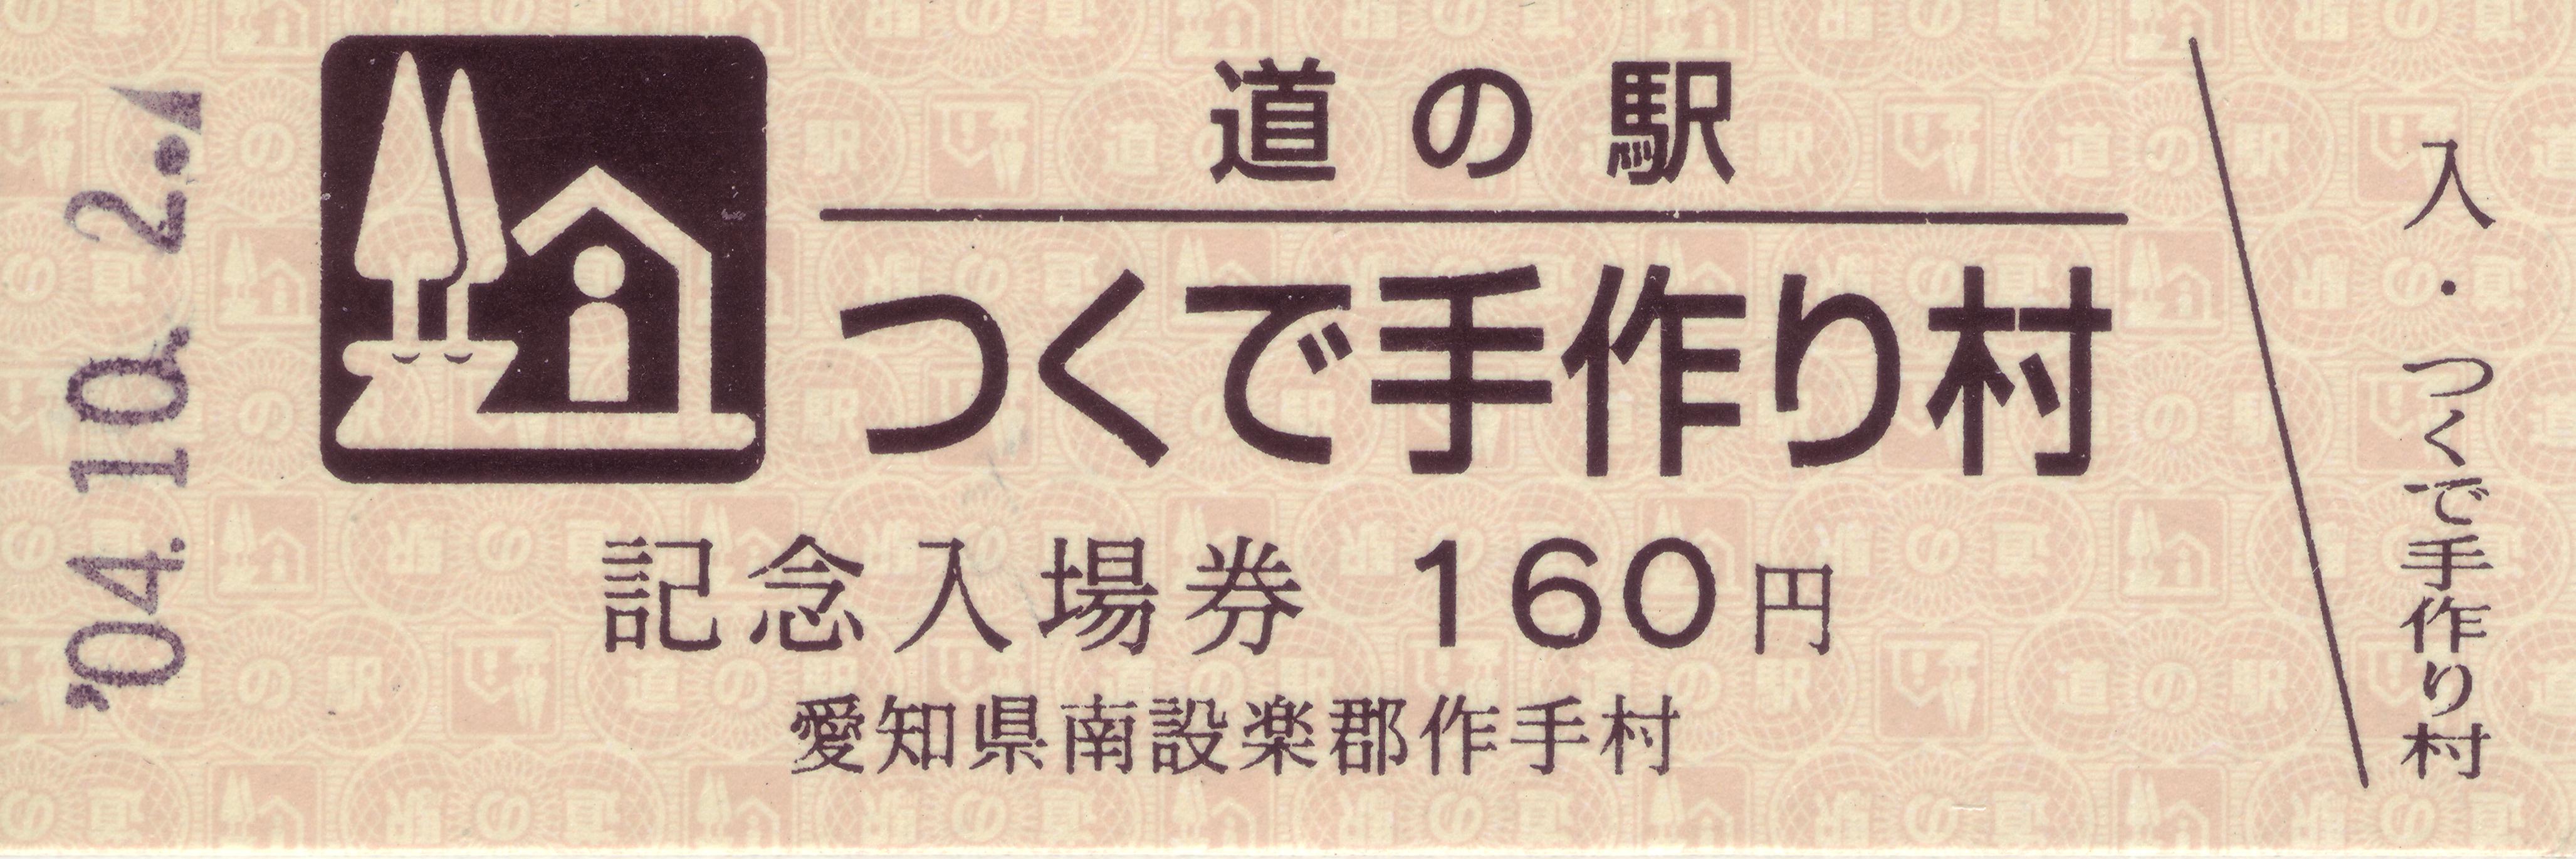 '04.10. 2.
道の駅
つくで手作り村
記念入場券 160円
愛知県南設楽郡作手村
入・つくで手作り村